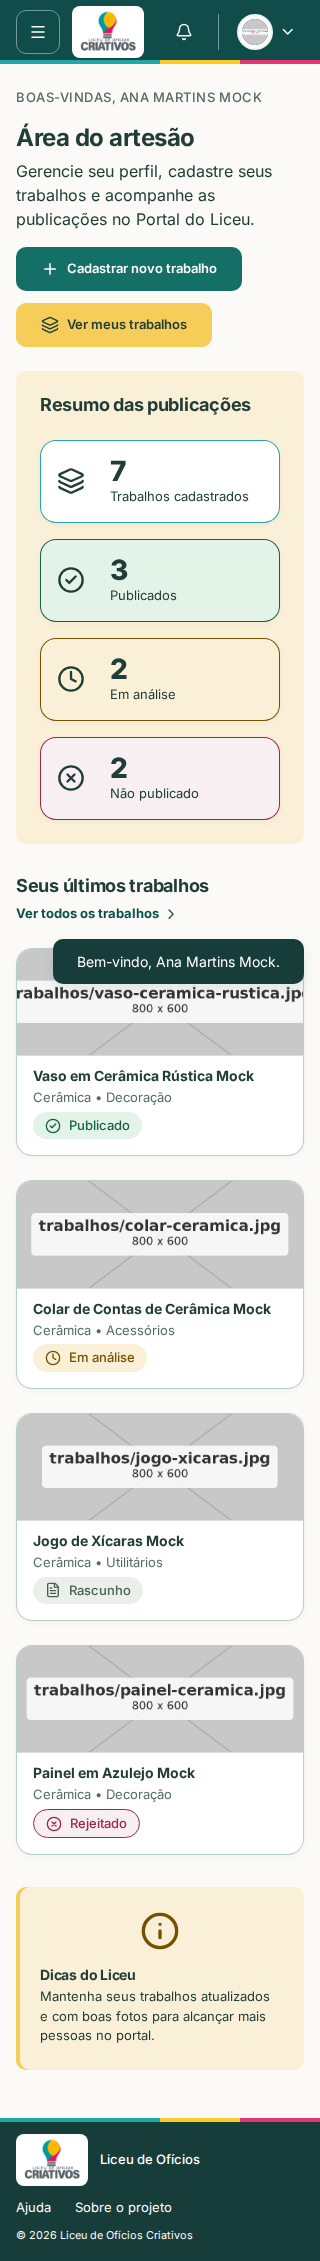 LICEU DE OFÍCIOS
CRIATIVOS
BOAS-VINDAS, ANA MARTINS MOCK
Área do artesão
Gerencie seu perfil, cadastre seus
trabalhos e acompanhe as
publicações no Portal do Liceu.
Cadastrar novo trabalho
Ver meus trabalhos
Resumo das publicações
7
Trabalhos cadastrados
3
Publicados
2
Em análise
2
Não publicado
Seus últimos trabalhos
Ver todos os trabalhos
Bem-vindo, Ana Martins Mock.
rabalhos/vaso-ceramica-rustica.jp
800 x 600
Vaso em Cerâmica Rústica Mock
Cerâmica • Decoração
Publicado
trabalhos/colar-ceramica.jpg
800 x 600
Colar de Contas de Cerâmica Mock
Cerâmica • Acessórios
Em análise
trabalhos/jogo-xicaras.jpg
800 x 600
Jogo de Xícaras Mock
Cerâmica • Utilitários
Rascunho
trabalhos/painel-ceramica.jpg
800 x 600
Painel em Azulejo Mock
Cerâmica • Decoração
Rejeitado
Dicas do Liceu
Mantenha seus trabalhos atualizados
e com boas fotos para alcançar mais
pessoas no portal.
LICEU DE OFÍCIOS
CRIATIVOS
Liceu de Ofícios
Ajuda Sobre o projeto
© 2026 Liceu de Ofícios Criativos